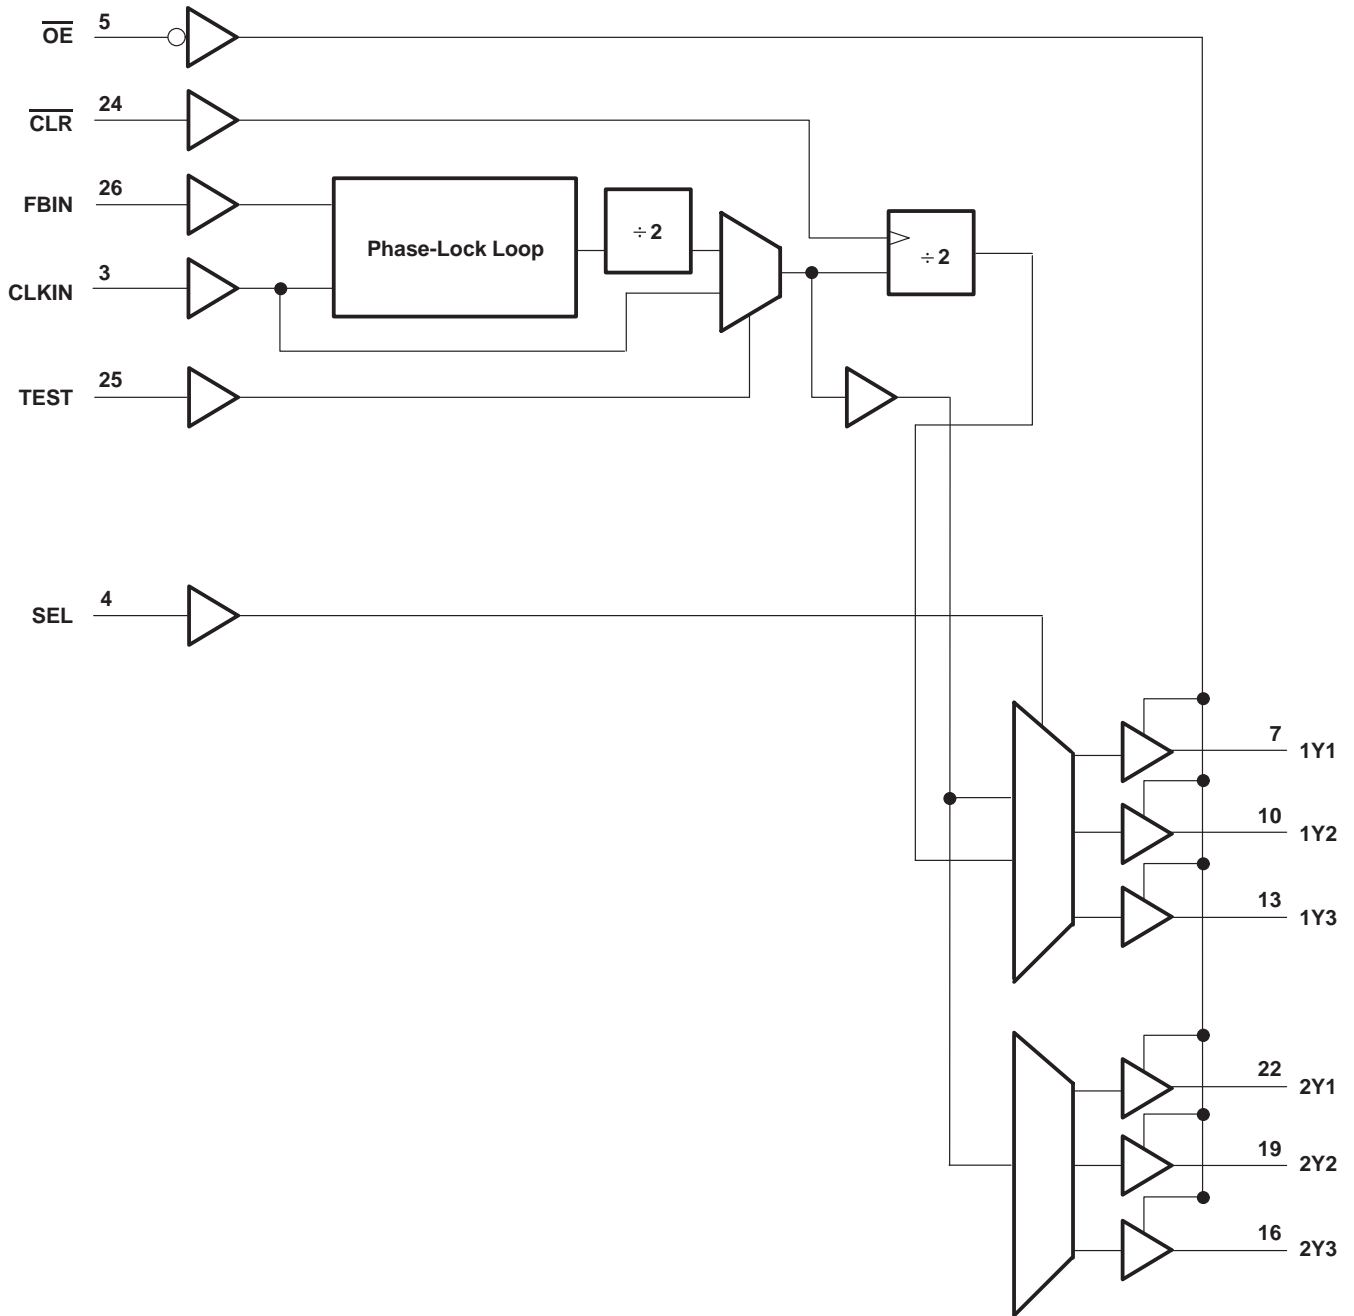 OE 5
CLR 24
FBIN 26
Phase-Lock Loop
÷2
÷2
CLKIN 3
TEST 25
SEL 4
7 1Y1
10 1Y2
13 1Y3
22 2Y1
19 2Y2
16 2Y3